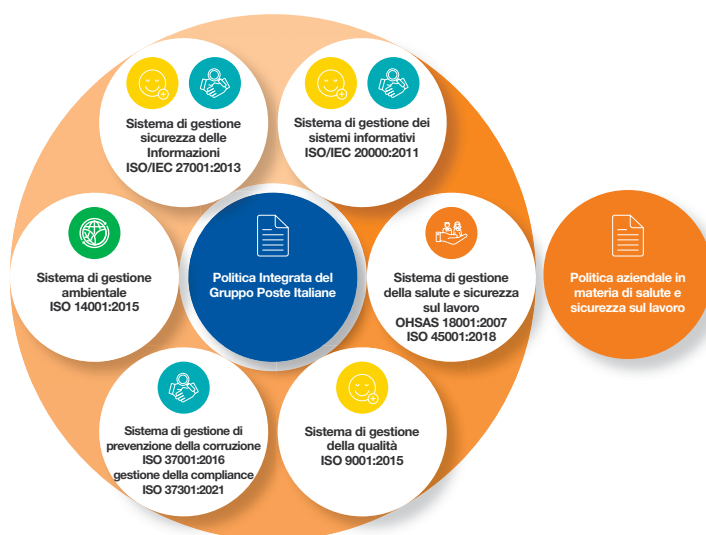 Sistema di gestione
sicurezza delle
Informazioni
ISO/IEC 27001:2013
Sistema di gestione dei
sistemi informativi
ISO/IEC 20000:2011
Sistema di gestione
ambientale
ISO 14001:2015
Politica Integrata del
Gruppo Poste Italiane
Sistema di gestione
della salute e sicurezza
sul lavoro
OHSAS 18001:2007
ISO 45001:2018
Politica aziendale in
materia di salute e
sicurezza sul lavoro
Sistema di gestione di
prevenzione della corruzione
ISO 37001:2016
gestione della compliance
ISO 37301:2021
Sistema di gestione
della qualità
ISO 9001:2015